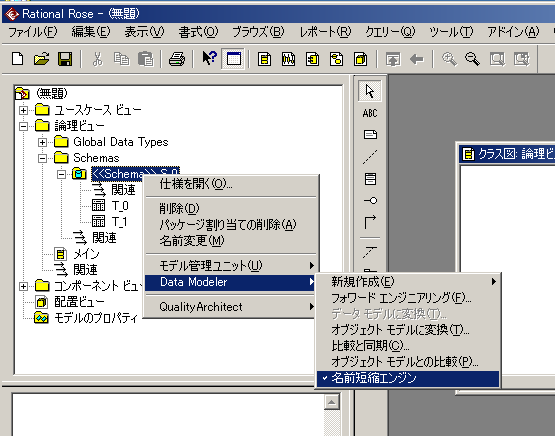 Rational Rose - (無題)
ファイル(F) 編集(E) 表示(V) 書式(O) ブラウズ(B) レポート(R) クエリー(Q) ツール(T) アドイン(A)
ABC
(無題)
ユースケース ビュー
論理ビュー
Global Data Types
Schemas
<<Schema>> S_0
関連
T_0
T_1
関連
メイン
関連
コンポーネント ビュ
配置ビュー
モデルのプロパティ
仕様を開く(O)...
削除(D)
パッケージ割り当ての削除(A)
名前変更(M)
モデル管理ユニット(U)
Data Modeler
QualityArchitect
新規作成(E)
フォワード エンジニアリング(F)...
データ モデルに変換(T)...
オブジェクト モデルに変換(T)...
比較と同期(C)...
オブジェクト モデルとの比較(P)...
名前短縮エンジン
クラス図: 論理ビ